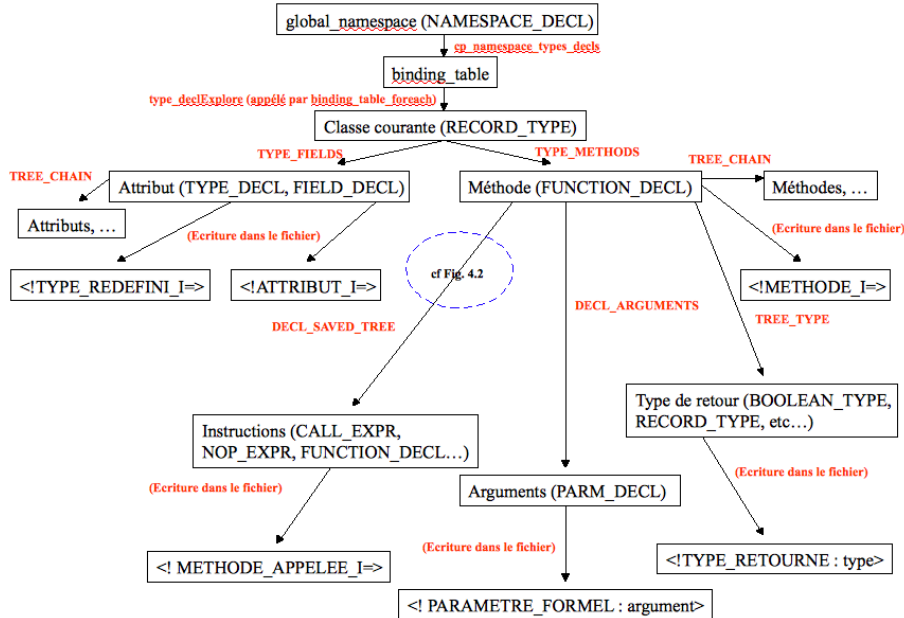 global_namespace (NAMESPACE_DECL)
cp_namespace_types_decls
binding_table
type_declExplore (appélé par binding_table_foreach)
Classe courante (RECORD_TYPE)
TYPE_FIELDS
TYPE_METHODS
TREE_CHAIN
TREE_CHAIN
Attribut (TYPE_DECL, FIELD_DECL)
Méthode (FUNCTION_DECL)
Méthodes, …
Attributs, …
(Ecriture dans le fichier)
(Ecriture dans le fichier)
cf Fig. 4.2
<!TYPE_REDEFINI_I=>
<!ATTRIBUT_I=>
<!METHODE_I=>
DECL_SAVED_TREE
DECL_ARGUMENTS
TREE_TYPE
Type de retour (BOOLEAN_TYPE,
RECORD_TYPE, etc…)
Instructions (CALL_EXPR,
NOP_EXPR, FUNCTION_DECL…)
(Ecriture dans le fichier)
(Ecriture dans le fichier)
Arguments (PARM_DECL)
(Ecriture dans le fichier)
<! METHODE_APPELEE_I=>
<!TYPE_RETOURNE : type>
<! PARAMETRE_FORMEL : argument>